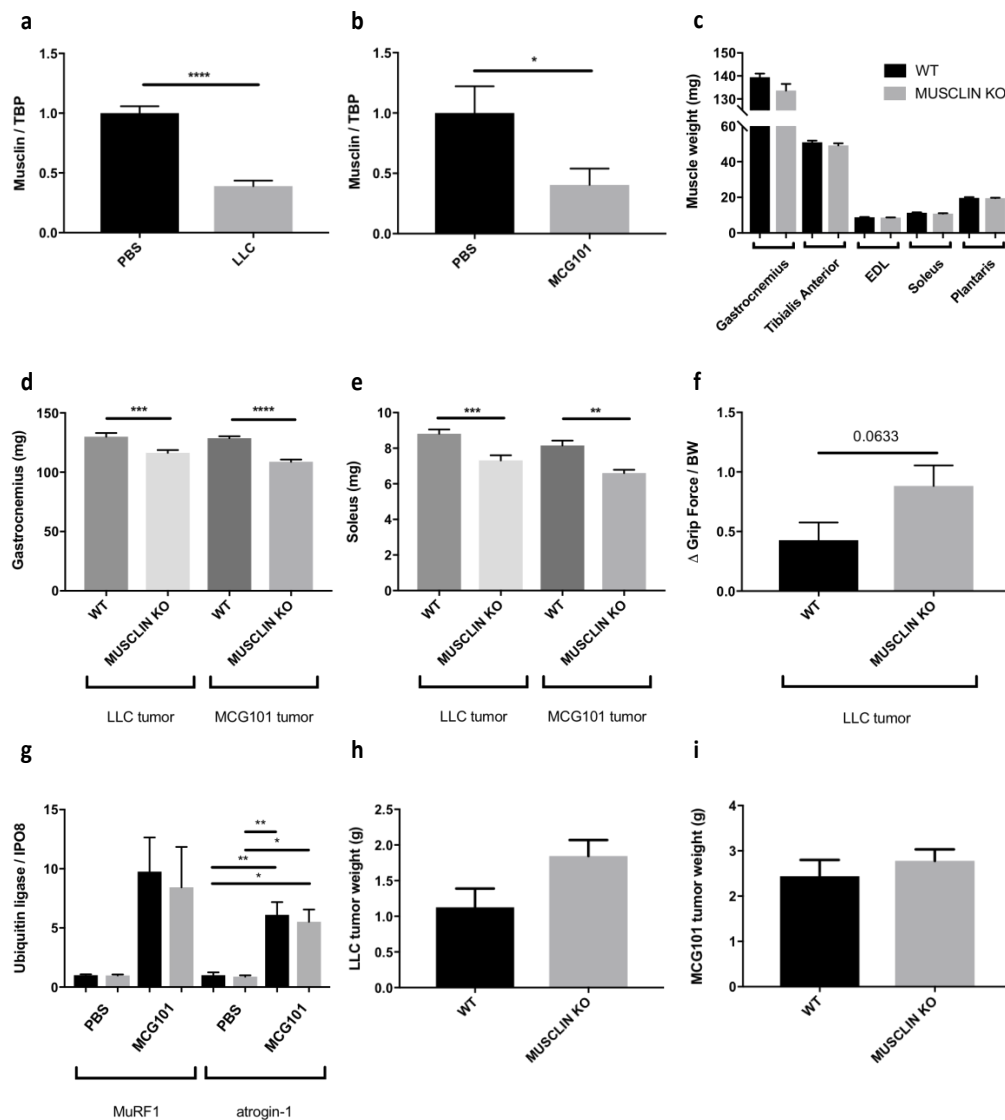 a
1.5
1.0
0.5
0.0
Musclin / TBP
****
PBS
LLC
b
1.5
1.0
0.5
0.0
Musclin / TBP
*
PBS
MCG101
c
WT
MUSCLIN KO
140
130
60
40
20
0
Muscle weight (mg)
Gastrocnemius
Tibialis Anterior
EDL
Soleus
Plantaris
d
150
100
50
0
Gastrocnemius (mg)
***
****
WT
MUSCLIN KO
WT
MUSCLIN KO
LLC tumor
MCG101 tumor
e
8
6
4
2
0
Soleus (mg)
***
**
WT
MUSCLIN KO
WT
MUSCLIN KO
LLC tumor
MCG101 tumor
f
1.5
1.0
0.5
0.0
Δ Grip Force / BW
0.0633
WT
MUSCLIN KO
LLC tumor
g
15
10
5
0
Ubiquitin ligase / IPO8
**
*
**
*
PBS
MCG101
PBS
MCG101
MuRF1
atrogin-1
h
2.5
2.0
1.5
1.0
0.5
0.0
LLC tumor weight (g)
WT
MUSCLIN KO
i
4
3
2
1
0
MCG101 tumor weight (g)
WT
MUSCLIN KO